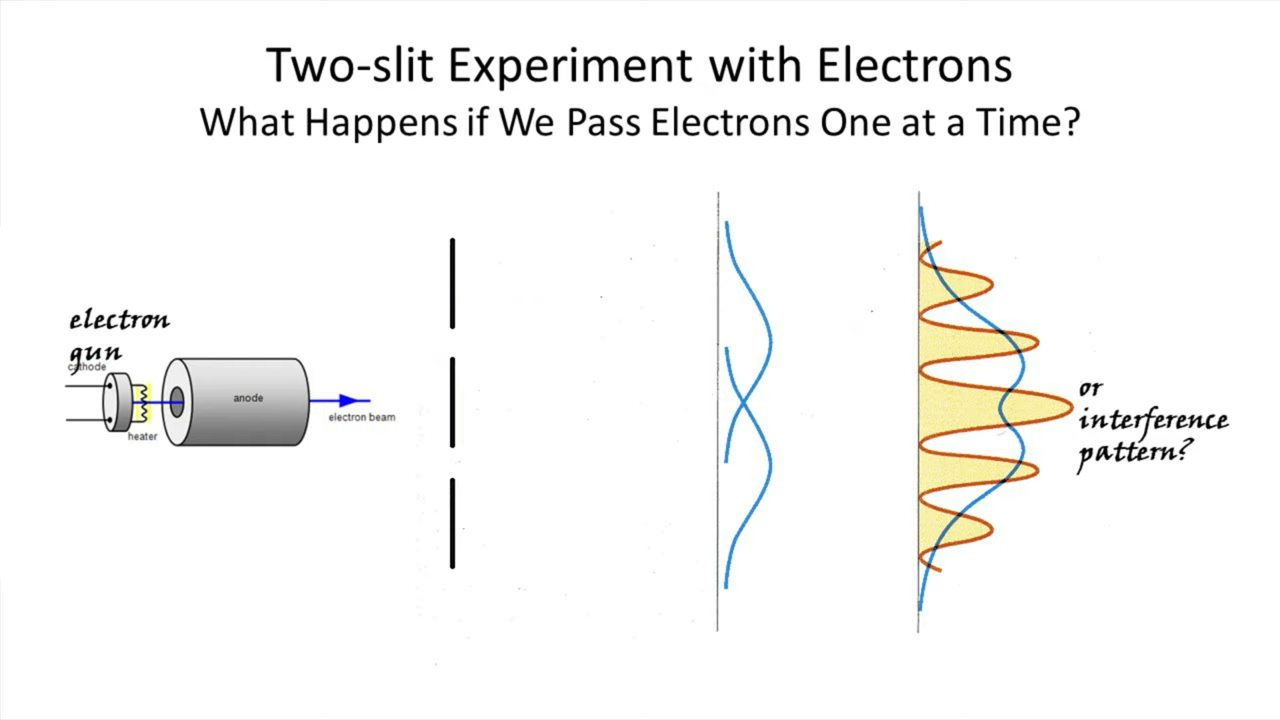 Two-slit Experiment with Electrons
What Happens if We Pass Electrons One at a Time?
electron
gun
cathode
anode
electron beam
heater
or
interference
pattern?